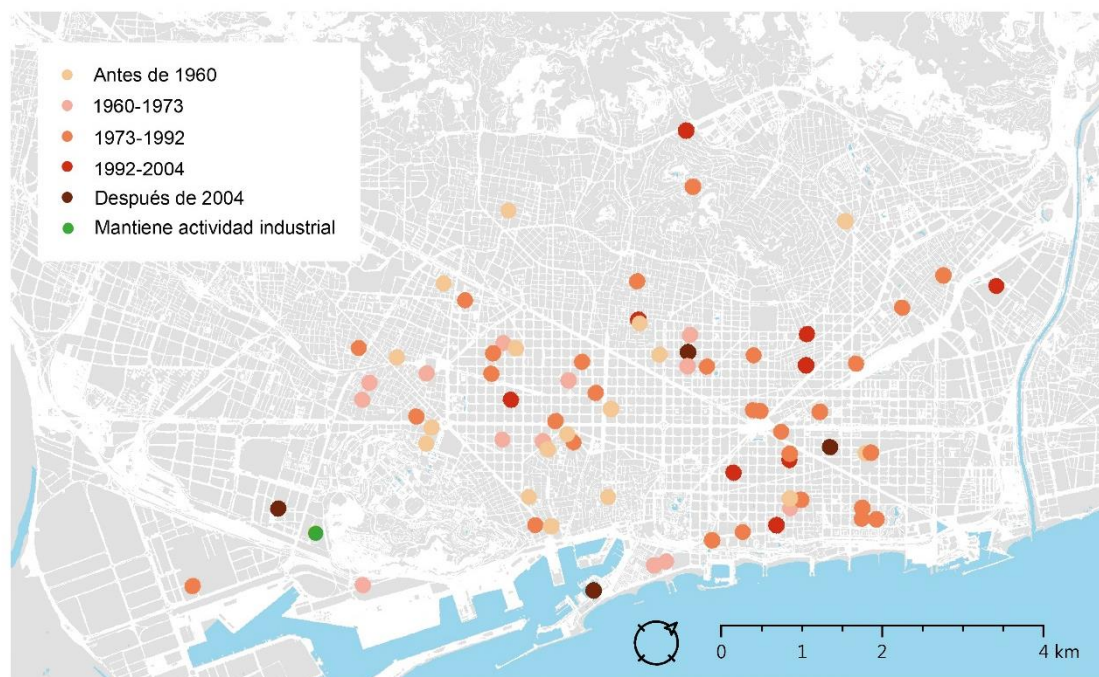 Antes de 1960
1960-1973
1973-1992
1992-2004
Después de 2004
Mantiene actividad industrial
0 1 2 4 km